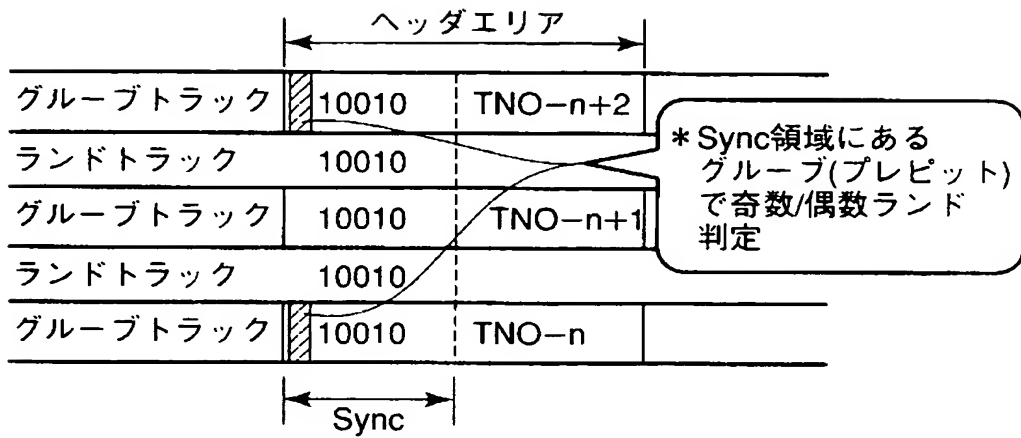 ヘッダエリア
グルーブトラック 10010 TNO-n+2
ランドトラック 10010
グルーブトラック 10010 TNO-n+1
ランドトラック 10010
グルーブトラック 10010 TNO-n
Sync
*Sync領域にある
グルーブ(プレピット)
で奇数/偶数ランド
判定